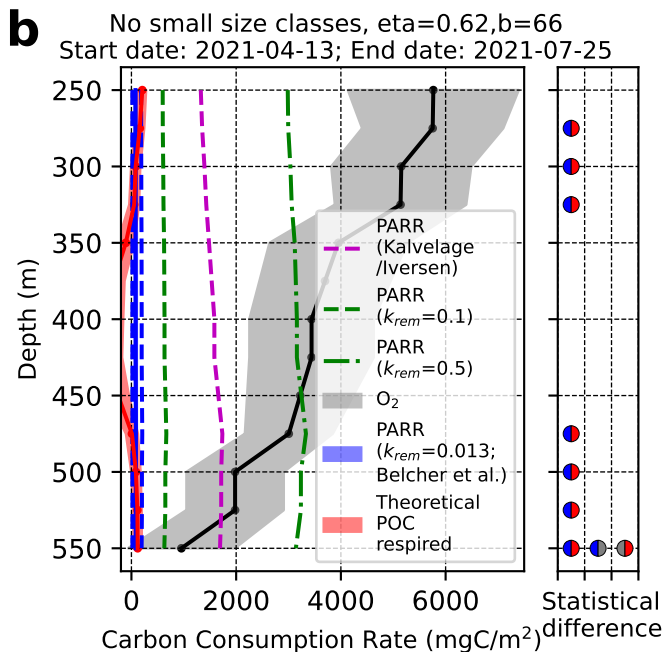 b
No small size classes, eta=0.62,b=66
Start date: 2021-04-13; End date: 2021-07-25
Depth (m)
250
300
350
400
450
500
550
PARR
(Kalvelage
/Iversen)
PARR
(k_rem=0.1)
PARR
(k_rem=0.5)
O₂
PARR
(k_rem=0.013;
Belcher et al.)
Theoretical
POC
respired
0 2000 4000 6000
Carbon Consumption Rate (mgC/m²)
Statistical
difference